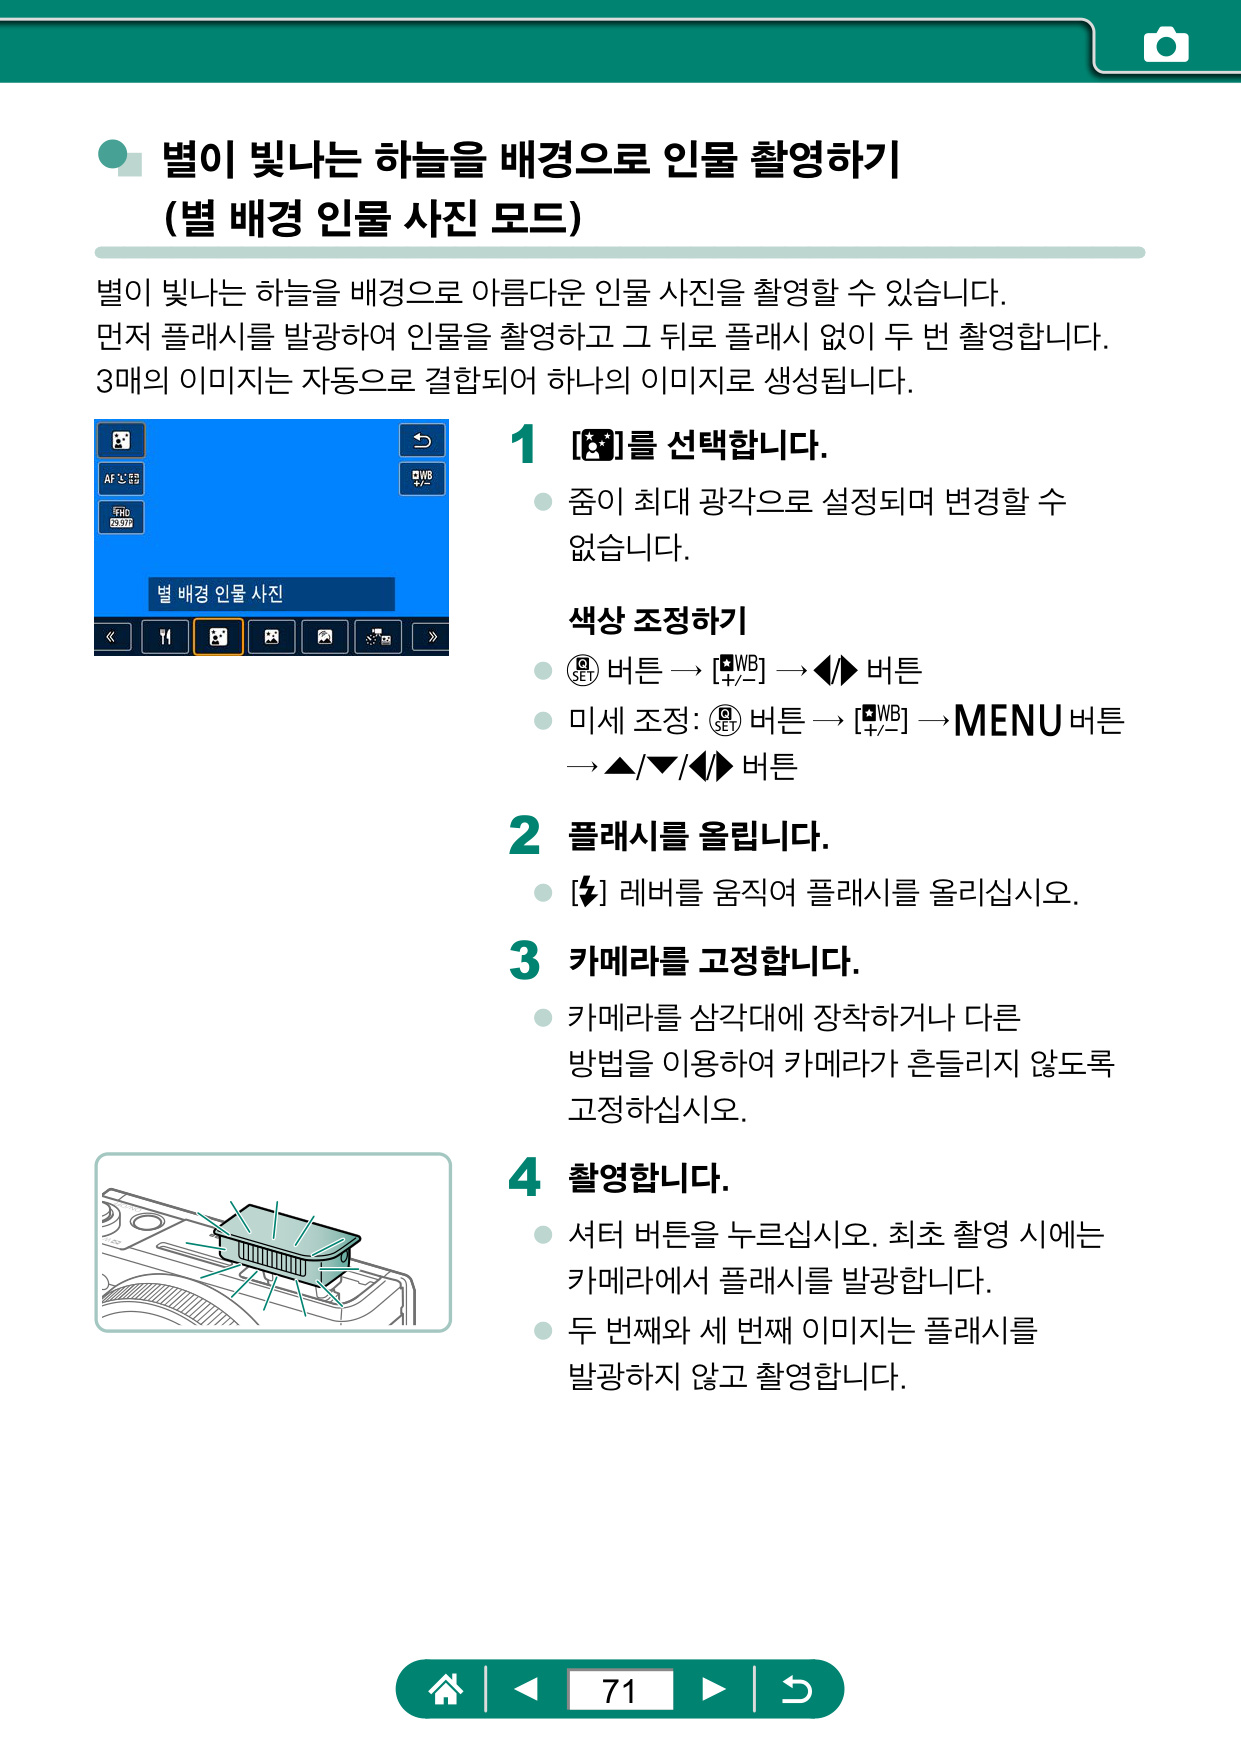 별이 빛나는 하늘을 배경으로 인물 촬영하기
(별 배경 인물 사진 모드)
별이 빛나는 하늘을 배경으로 아름다운 인물 사진을 촬영할 수 있습니다.
먼저 플래시를 발광하여 인물을 촬영하고 그 뒤로 플래시 없이 두 번 촬영합니다.
3매의 이미지는 자동으로 결합되어 하나의 이미지로 생성됩니다.
AF
WB
+/-
FHD
29.97P
별 배경 인물 사진
1 []를 선택합니다.
줌이 최대 광각으로 설정되며 변경할 수
없습니다.
색상 조정하기
Q SET 버튼 → [★WB +/−] → ◀/▶ 버튼
미세 조정: Q SET 버튼 → [★WB +/−] → MENU 버튼
→ ▲/▼/◀/▶ 버튼
2 플래시를 올립니다.
[⚡] 레버를 움직여 플래시를 올리십시오.
3 카메라를 고정합니다.
카메라를 삼각대에 장착하거나 다른
방법을 이용하여 카메라가 흔들리지 않도록
고정하십시오.
4 촬영합니다.
셔터 버튼을 누르십시오. 최초 촬영 시에는
카메라에서 플래시를 발광합니다.
두 번째와 세 번째 이미지는 플래시를
발광하지 않고 촬영합니다.
71